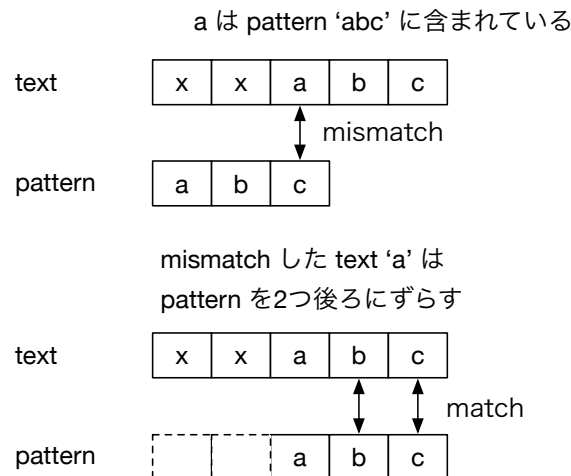 a は pattern ‘abc’ に含まれている
text x x a b c
mismatch
pattern a b c
mismatch した text ‘a’ は
pattern を2つ後ろにずらす
text x x a b c
match
pattern a b c